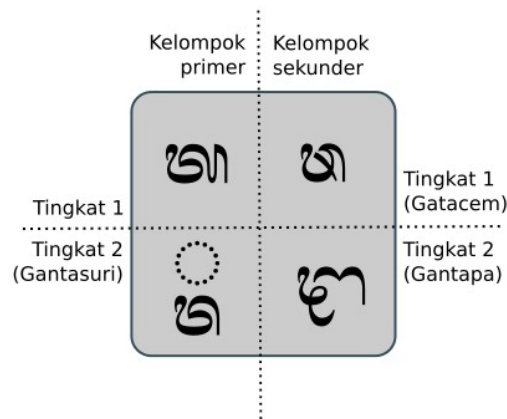 Kelompok primer
Kelompok sekunder
Tingkat 1
Tingkat 1 (Gatacem)
Tingkat 2 (Gantasuri)
Tingkat 2 (Gantapa)